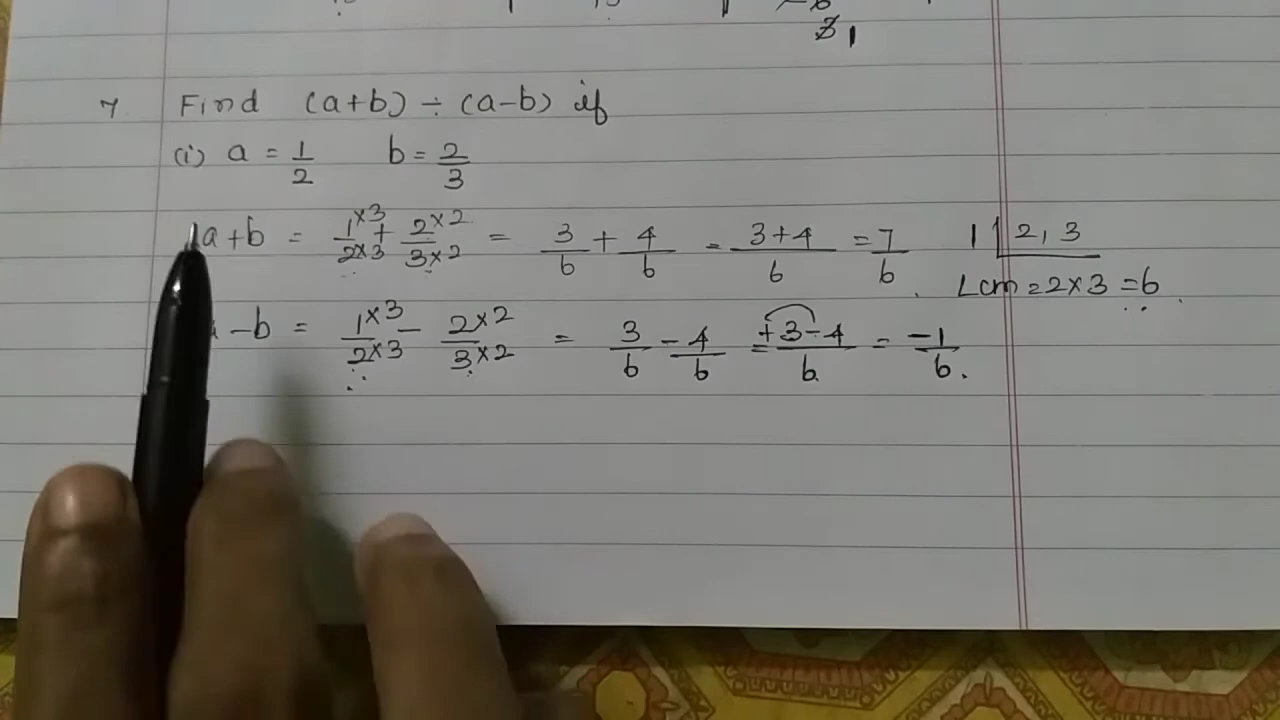 z 1
7. Find (a+b) ÷ (a-b) if
(i) a = 1/2 b = 2/3
a+b = 1×3/2×3 + 2×2/3×2 = 3/6 + 4/6 = 3+4/6 = 7/6. 1 | 2, 3
Lcm = 2×3 = 6.
-b = 1×3/2×3 - 2×2/3×2 = 3/6 - 4/6 = +3-4/6 = -1/6.